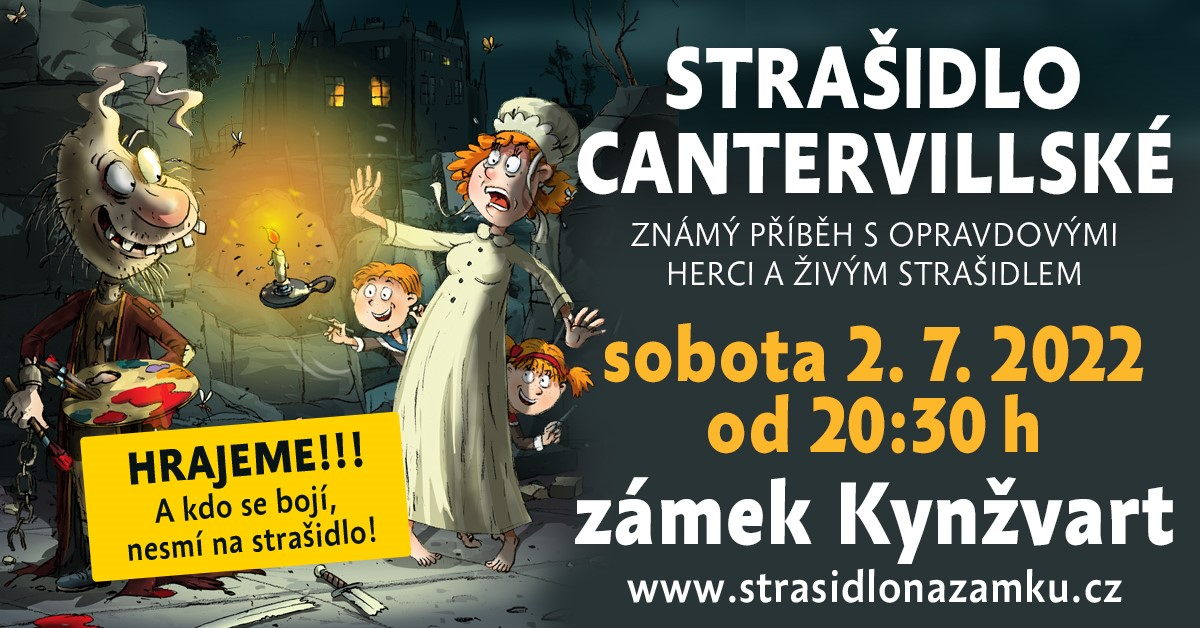 STRAŠIDLO
CANTERVILLSKÉ
ZNÁMÝ PŘÍBĚH S OPRAVDOVÝMI
HERCI A ŽIVÝM STRAŠIDLEM
sobota 2. 7. 2022
od 20:30 h
zámek Kynžvart
www.strasidlonazamku.cz
HRAJEME!!!
A kdo se bojí,
nesmí na strašidlo!